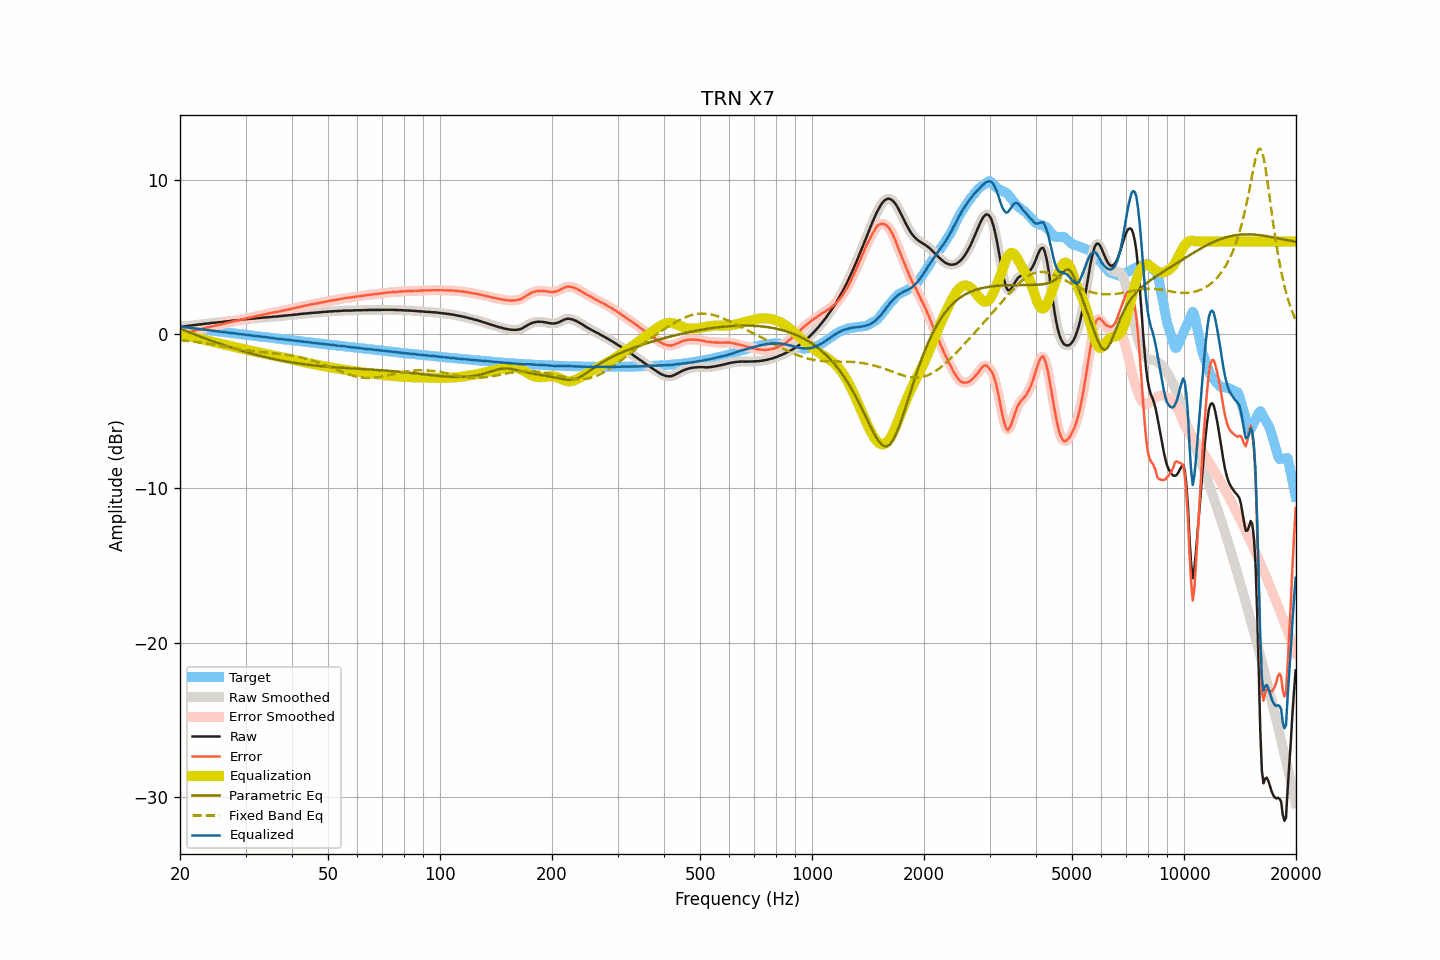 TRN X7
10
0
−10
−20
−30
Amplitude (dBr)
Target
Raw Smoothed
Error Smoothed
Raw
Error
Equalization
Parametric Eq
Fixed Band Eq
Equalized
20 50 100 200 500 1000 2000 5000 10000 20000
Frequency (Hz)